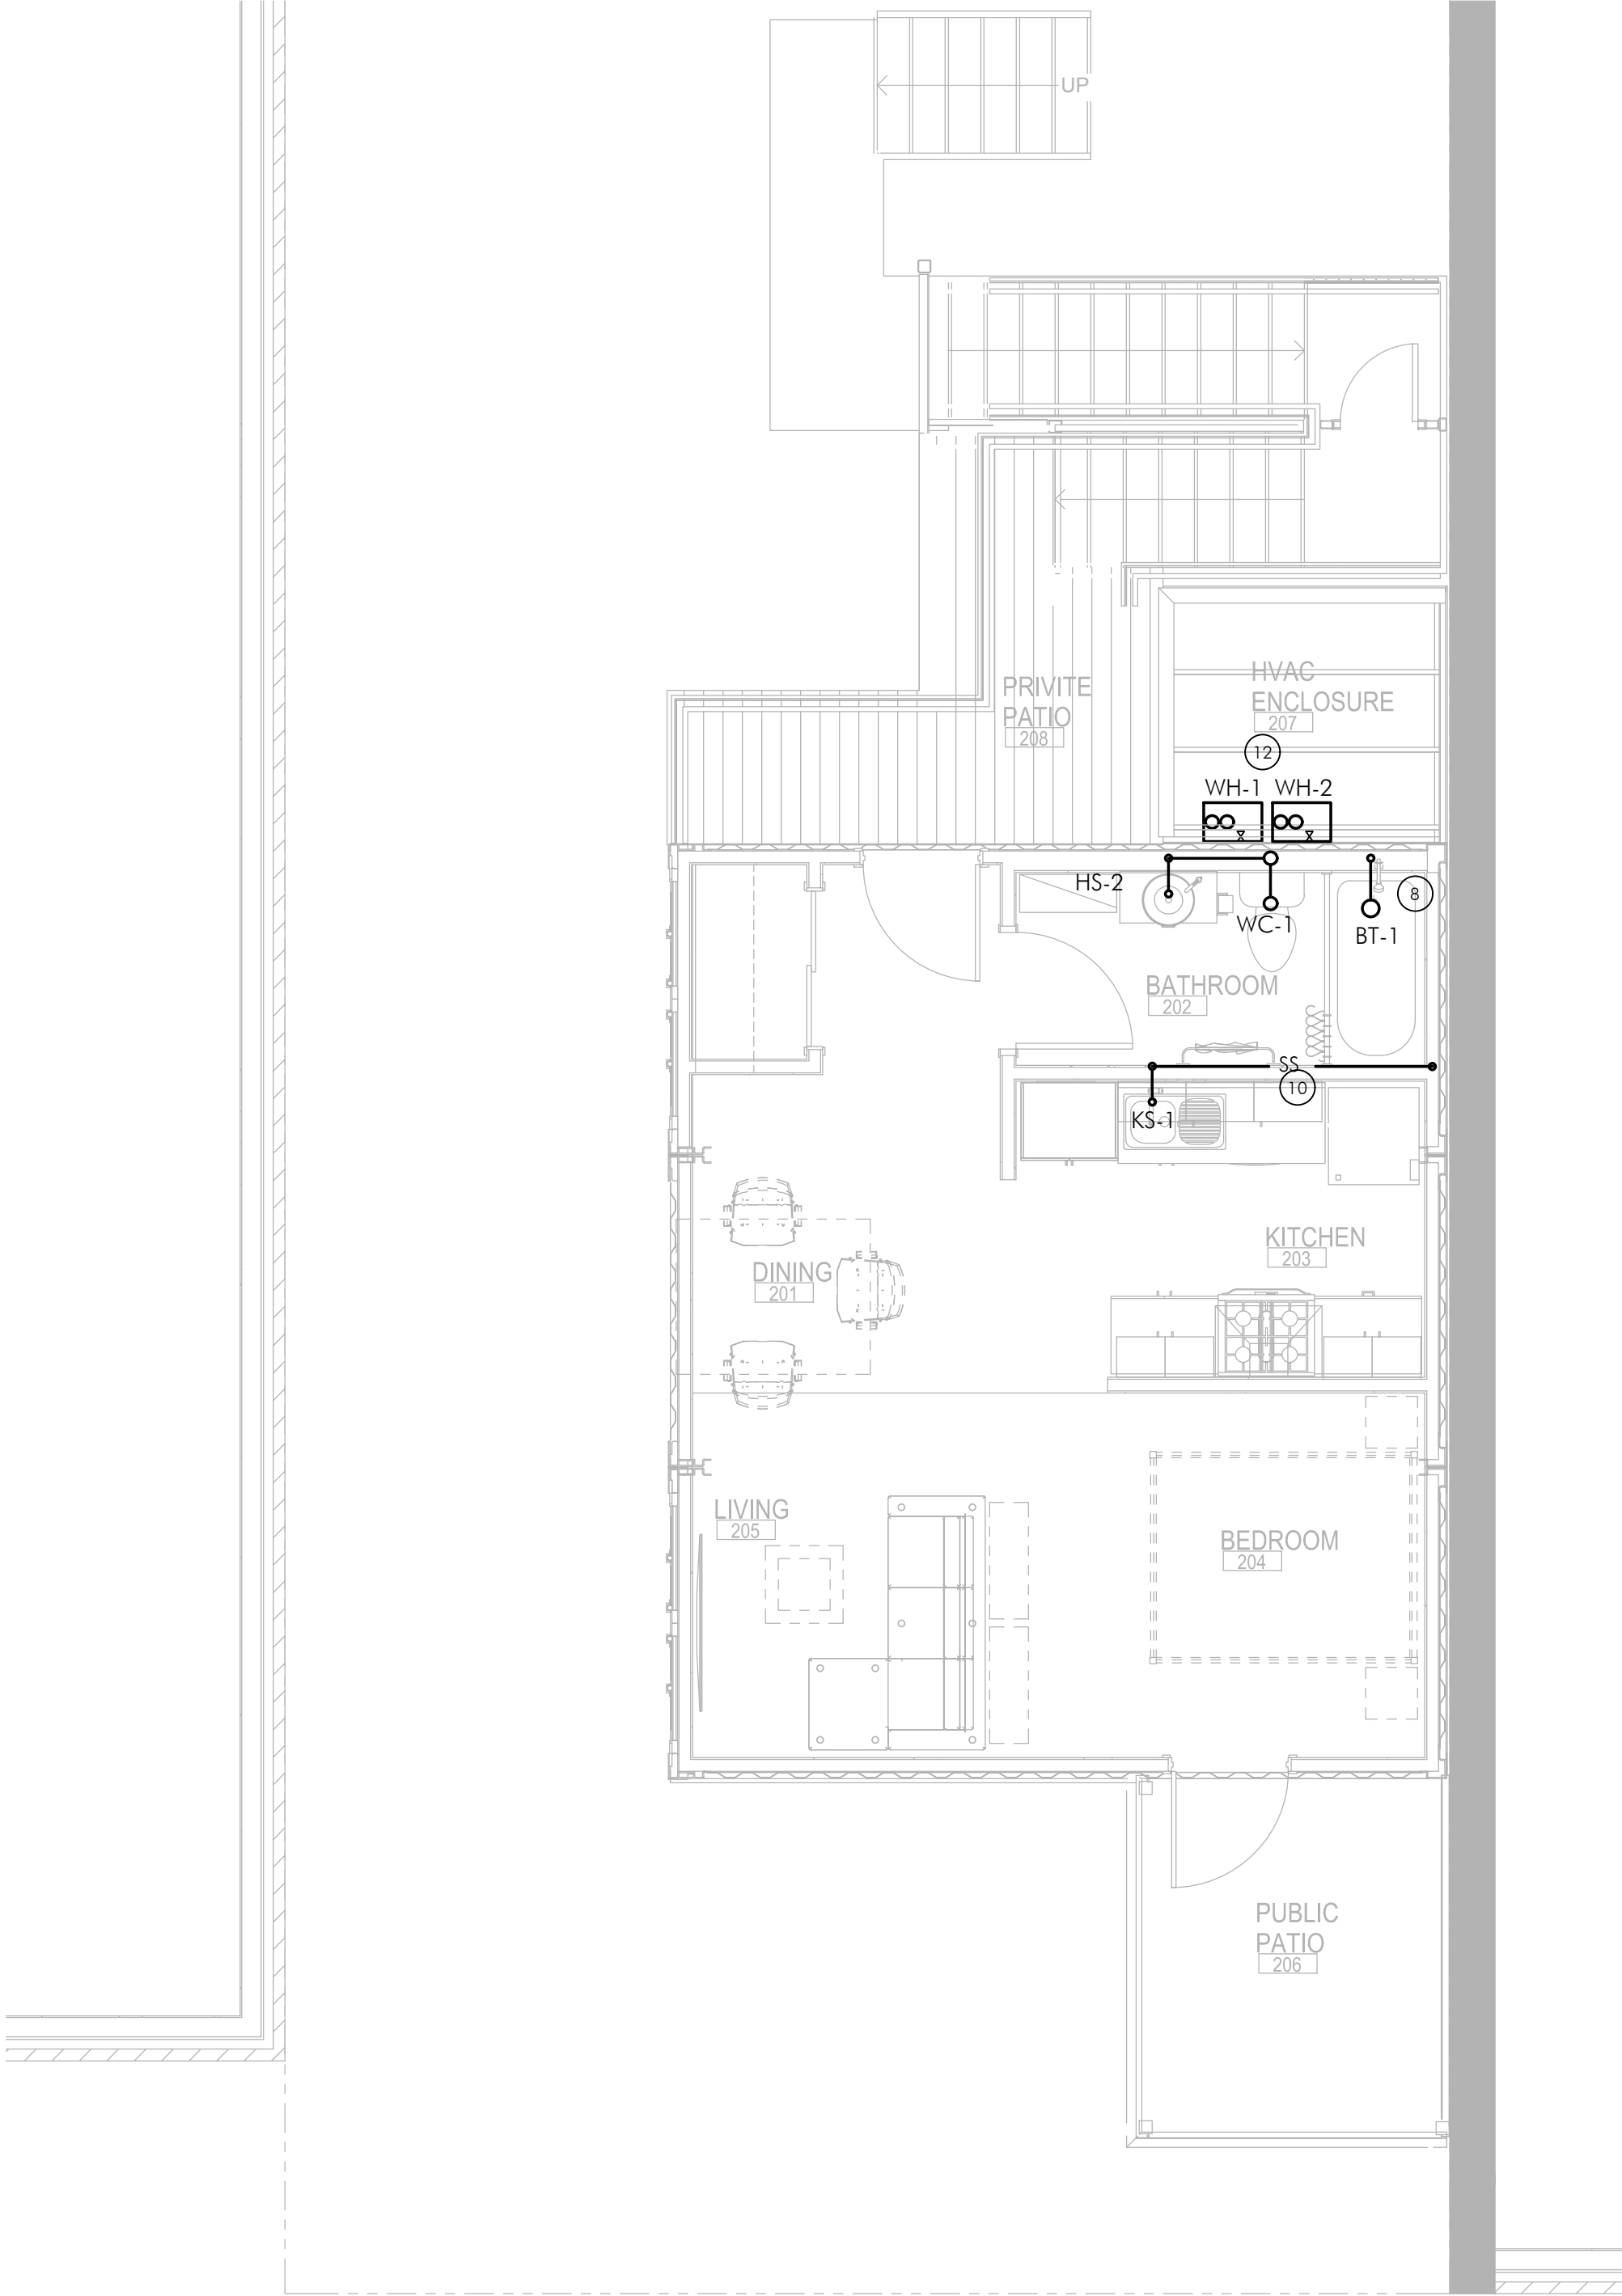 UP
PRIVITE
PATIO
208
HVAC
ENCLOSURE
207
12
WH-1
WH-2
HS-2
WC-1
8
BT-1
BATHROOM
202
SS
10
KS-1
KITCHEN
203
DINING
201
LIVING
205
BEDROOM
204
PUBLIC
PATIO
206